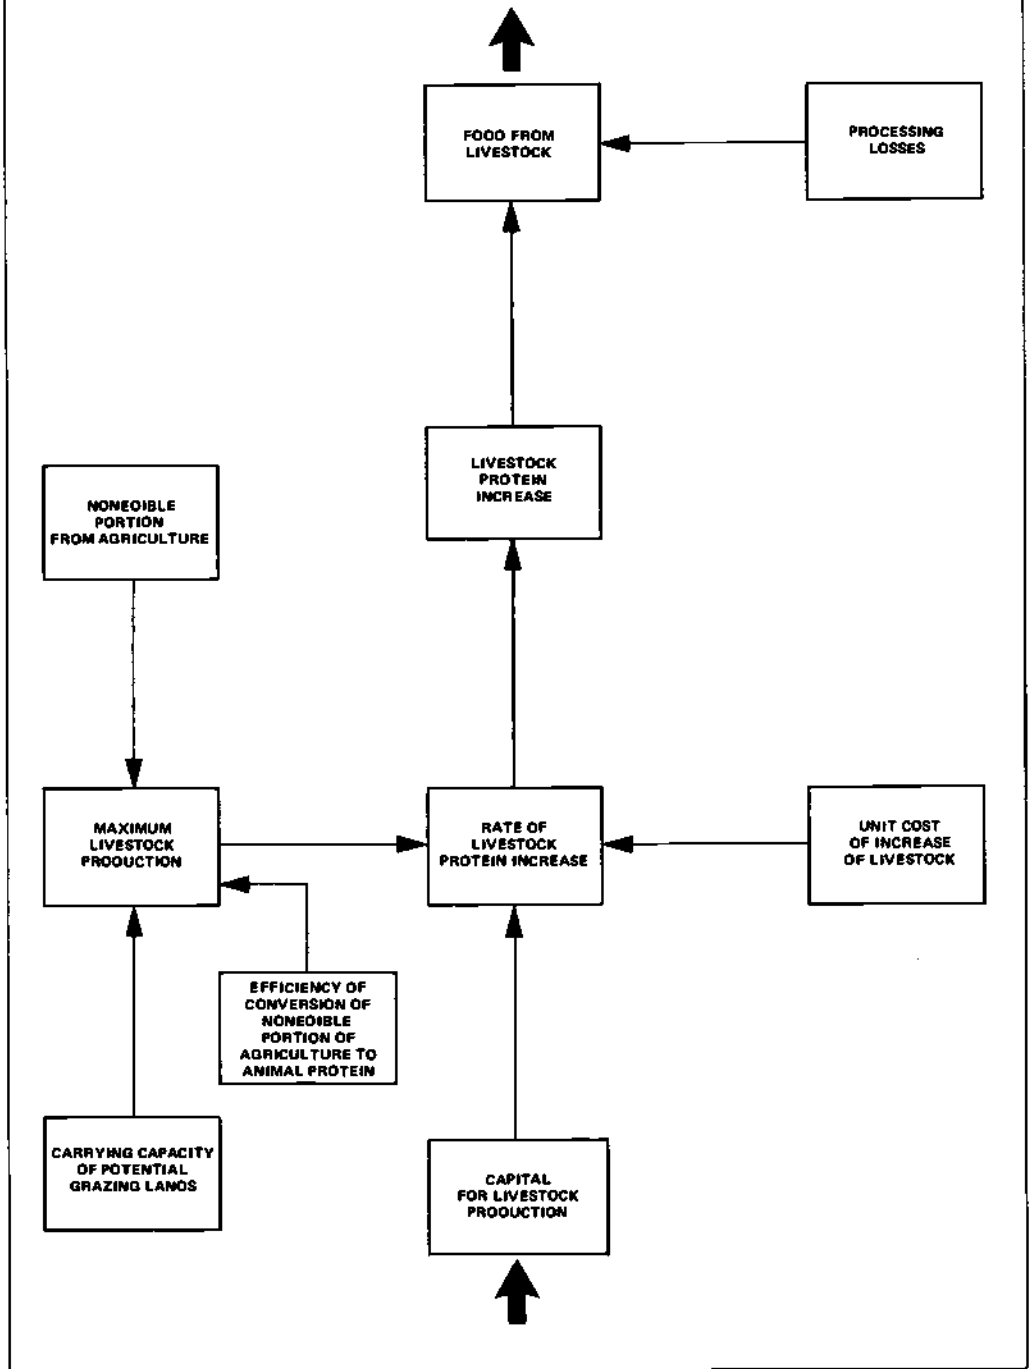 FOOD FROM
LIVESTOCK
PROCESSING
LOSSES
LIVESTOCK
PROTEIN
INCREASE
NONEDIBLE
PORTION
FROM AGRICULTURE
MAXIMUM
LIVESTOCK
PRODUCTION
RATE OF
LIVESTOCK
PROTEIN INCREASE
UNIT COST
OF INCREASE
OF LIVESTOCK
EFFICIENCY OF
CONVERSION OF
NONEDIBLE
PORTION OF
AGRICULTURE TO
ANIMAL PROTEIN
CARRYING CAPACITY
OF POTENTIAL
GRAZING LANDS
CAPITAL
FOR LIVESTOCK
PRODUCTION